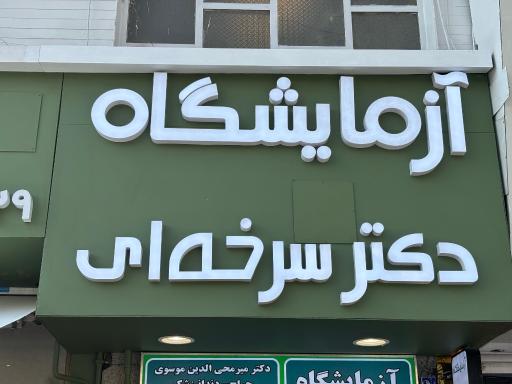 آزمایشگاه
دکتر سرخه‌ای
دکتر میرمحی الدین موسوی
آزمایشگاه